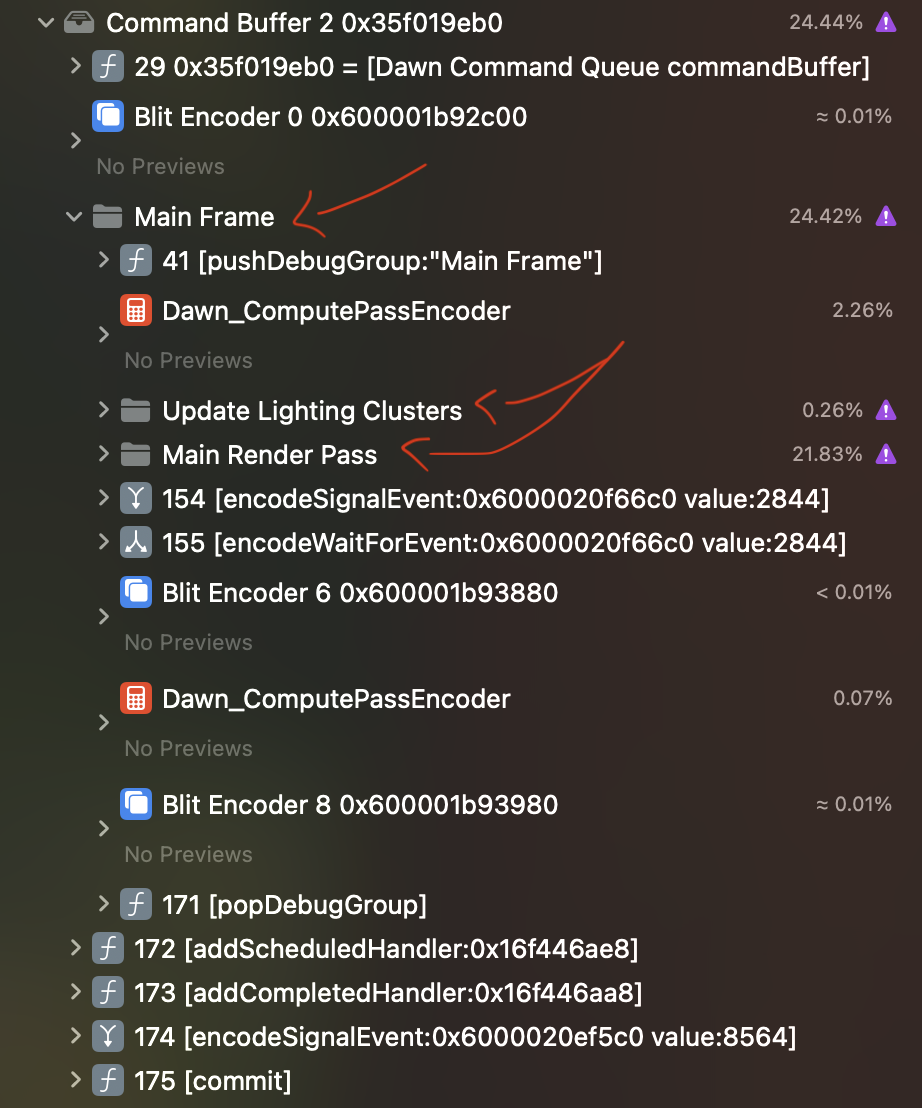 Command Buffer 2 0x35f019eb0 24.44%
29 0x35f019eb0 = [Dawn Command Queue commandBuffer]
Blit Encoder 0 0x600001b92c00 ≈ 0.01%
No Previews
Main Frame 24.42%
41 [pushDebugGroup:"Main Frame"]
Dawn_ComputePassEncoder 2.26%
No Previews
Update Lighting Clusters 0.26%
Main Render Pass 21.83%
154 [encodeSignalEvent:0x6000020f66c0 value:2844]
155 [encodeWaitForEvent:0x6000020f66c0 value:2844]
Blit Encoder 6 0x600001b93880 < 0.01%
No Previews
Dawn_ComputePassEncoder 0.07%
No Previews
Blit Encoder 8 0x600001b93980 ≈ 0.01%
No Previews
171 [popDebugGroup]
172 [addScheduledHandler:0x16f446ae8]
173 [addCompletedHandler:0x16f446aa8]
174 [encodeSignalEvent:0x6000020ef5c0 value:8564]
175 [commit]